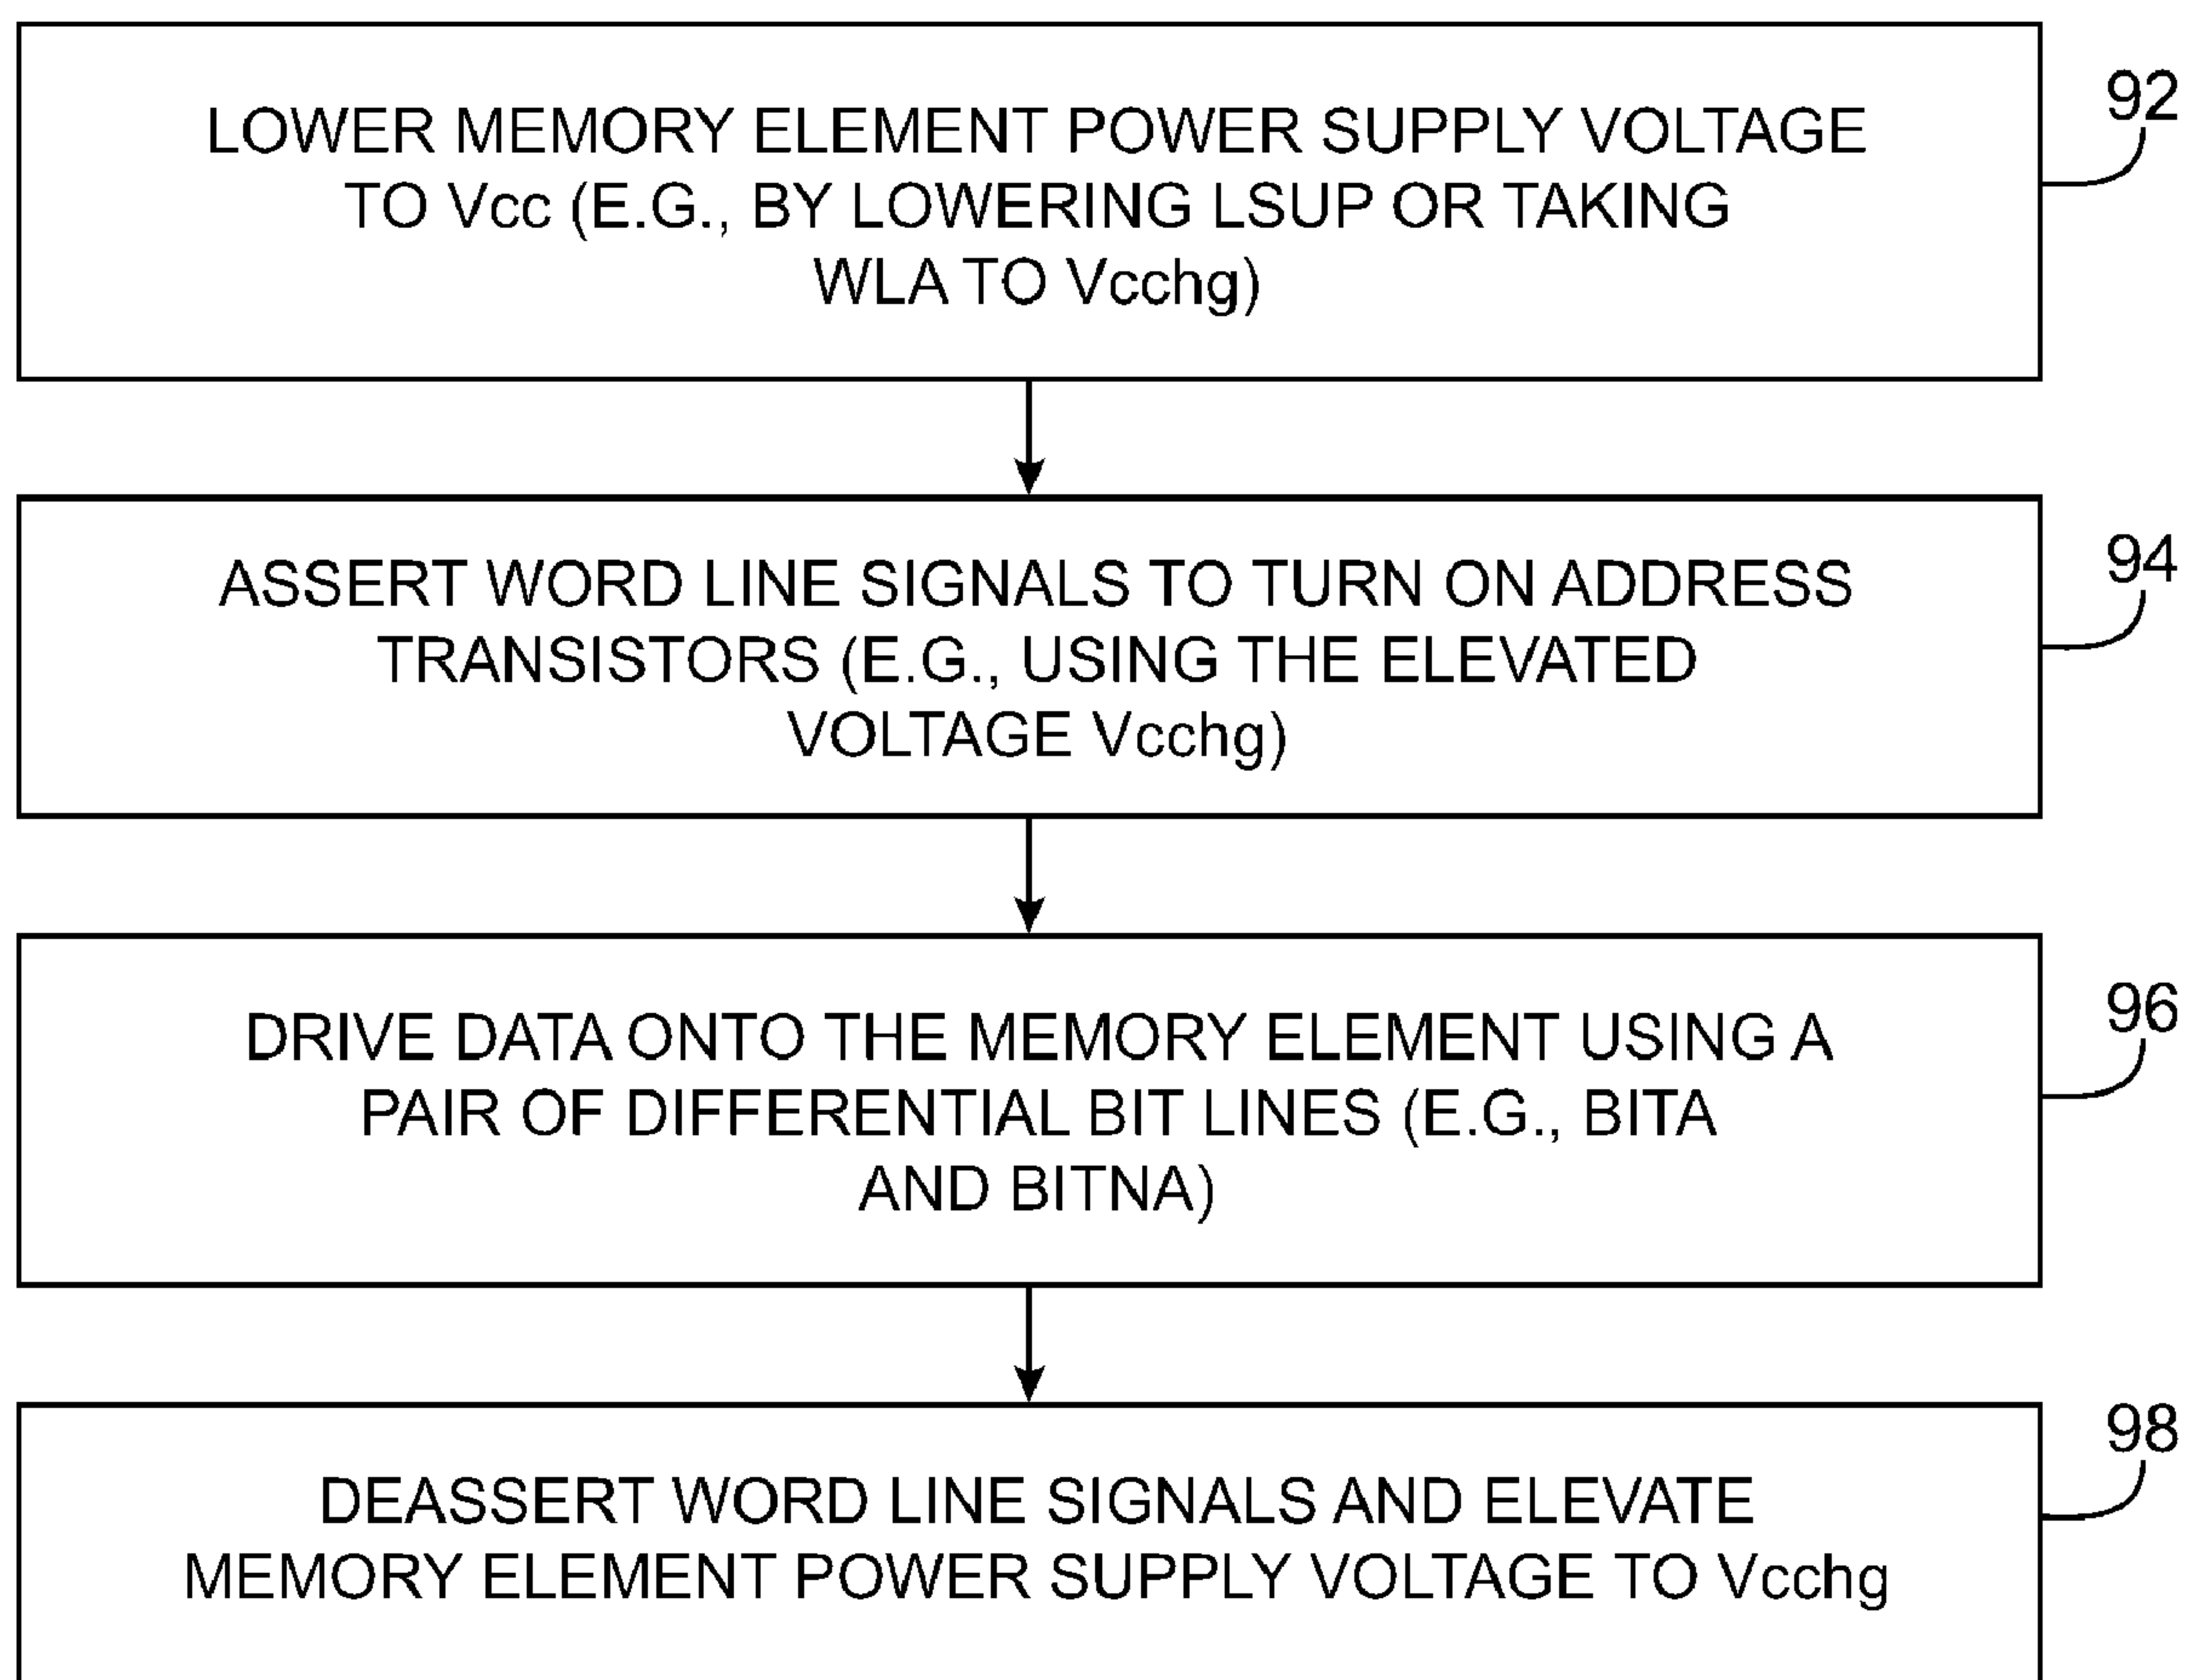 LOWER MEMORY ELEMENT POWER SUPPLY VOLTAGE
TO Vcc (E.G., BY LOWERING LSUP OR TAKING
WLA TO Vcchg)
92
ASSERT WORD LINE SIGNALS TO TURN ON ADDRESS
TRANSISTORS (E.G., USING THE ELEVATED
VOLTAGE Vcchg)
94
DRIVE DATA ONTO THE MEMORY ELEMENT USING A
PAIR OF DIFFERENTIAL BIT LINES (E.G., BITA
AND BITNA)
96
DEASSERT WORD LINE SIGNALS AND ELEVATE
MEMORY ELEMENT POWER SUPPLY VOLTAGE TO Vcchg
98